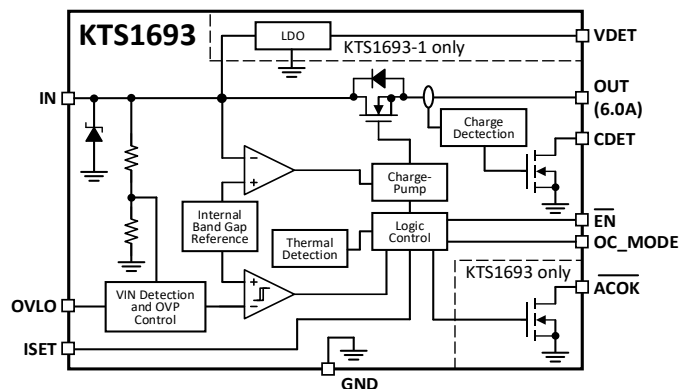 KTS1693
LDO
KTS1693-1 only
VDET
IN
OUT
(6.0A)
Charge
Dectection
CDET
−
+
Charge-
Pump
Internal
Band Gap
Reference
Thermal
Detection
Logic
Control
EN
OC_MODE
KTS1693 only
ACOK
OVLO
VIN Detection
and OVP
Control
+
−
ISET
GND